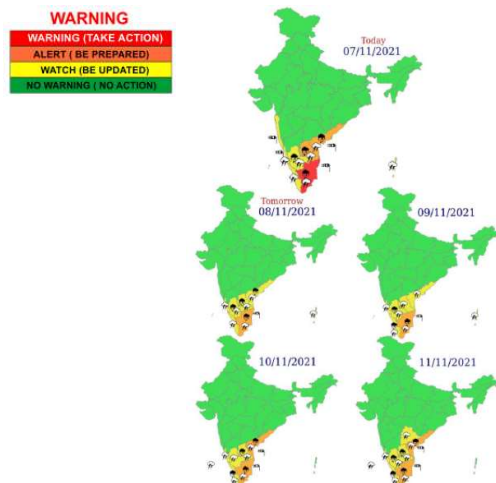 WARNING
WARNING (TAKE ACTION)
ALERT ( BE PREPARED)
WATCH (BE UPDATED)
NO WARNING ( NO ACTION)
Today
07/11/2021
Tomorrow
08/11/2021
09/11/2021
10/11/2021
11/11/2021